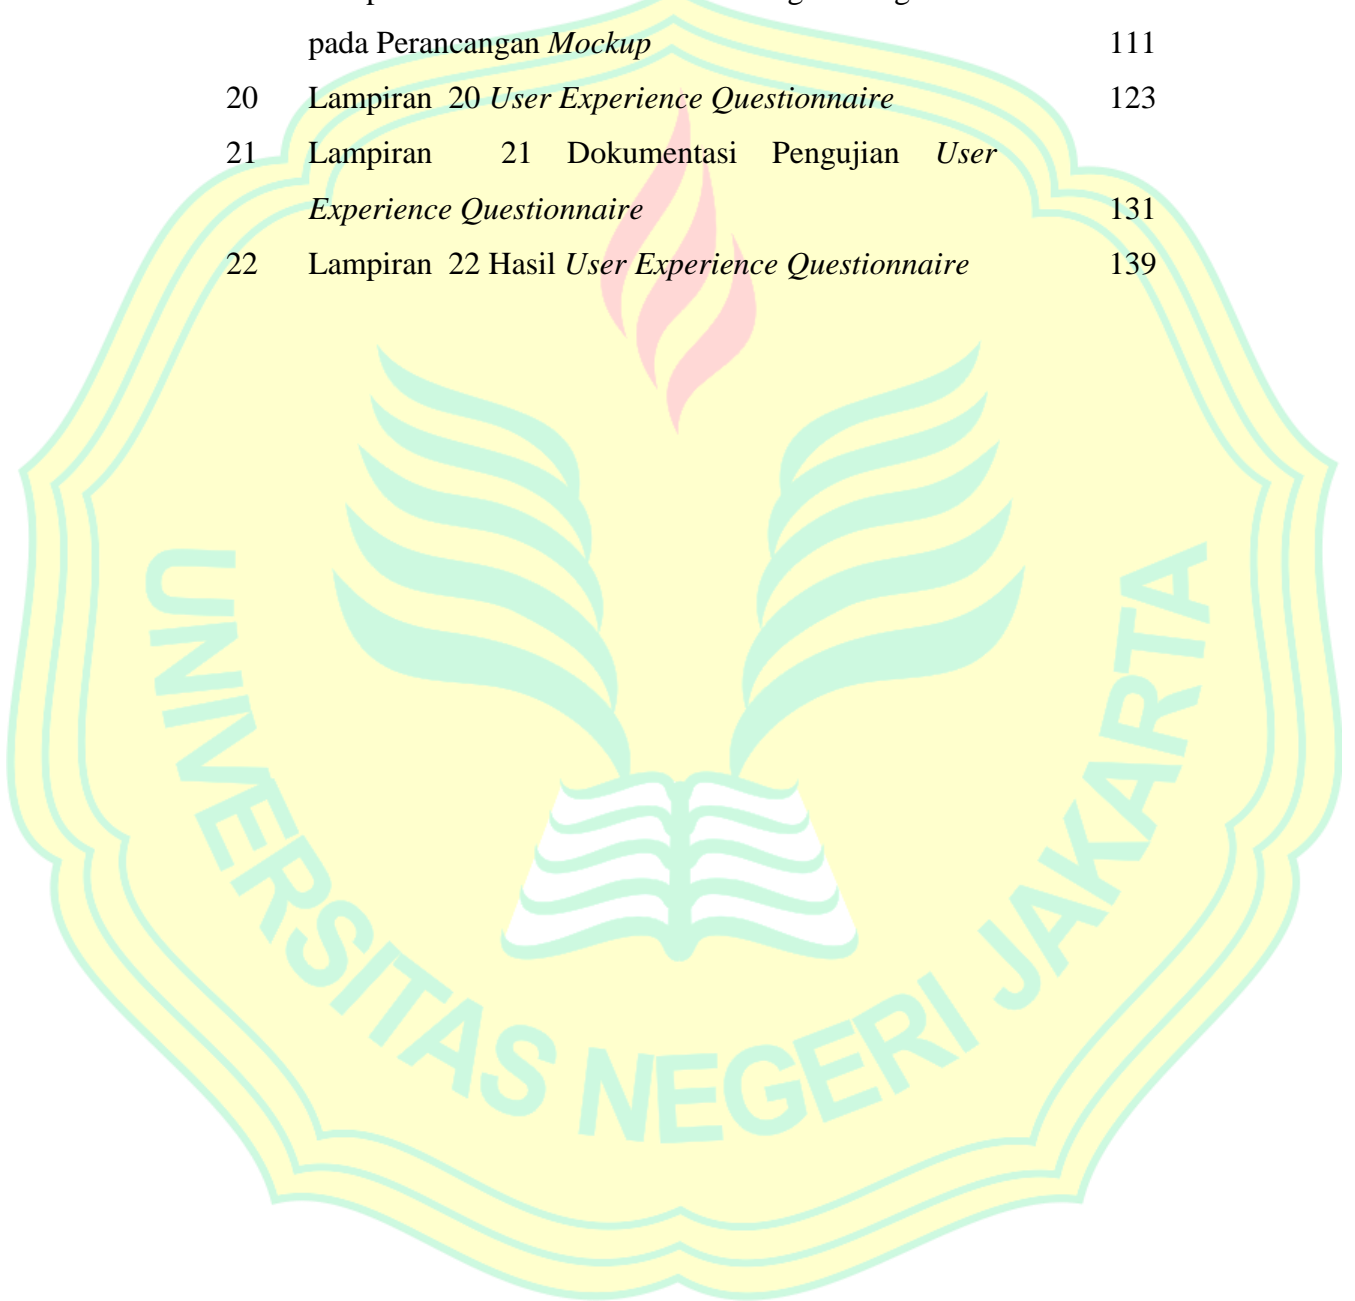 pada Perancangan Mockup 111
20 Lampiran 20 User Experience Questionnaire 123
21 Lampiran 21 Dokumentasi Pengujian User
Experience Questionnaire 131
22 Lampiran 22 Hasil User Experience Questionnaire 139
UNIVERSITAS NEGERI JAKARTA